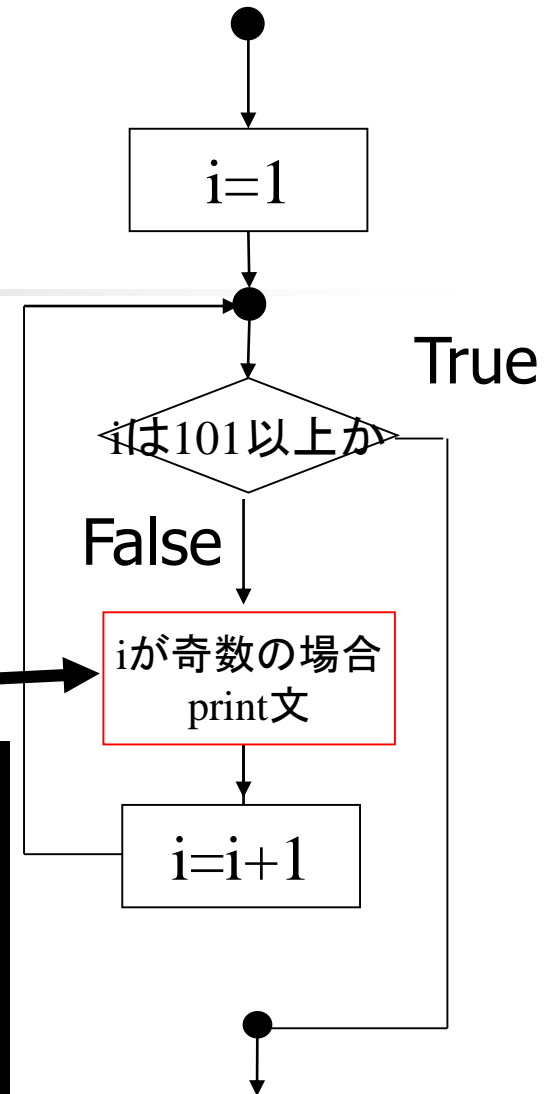 i=1
True
iは101以上か
False
iが奇数の場合
print文
i=i+1